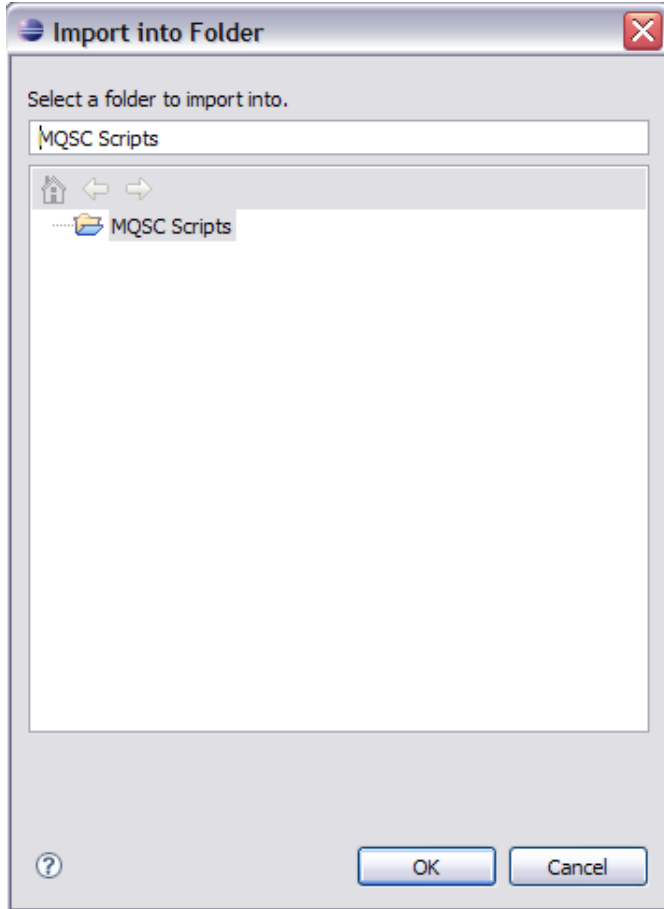 Import into Folder
Select a folder to import into.
MQSC Scripts
MQSC Scripts
OK
Cancel